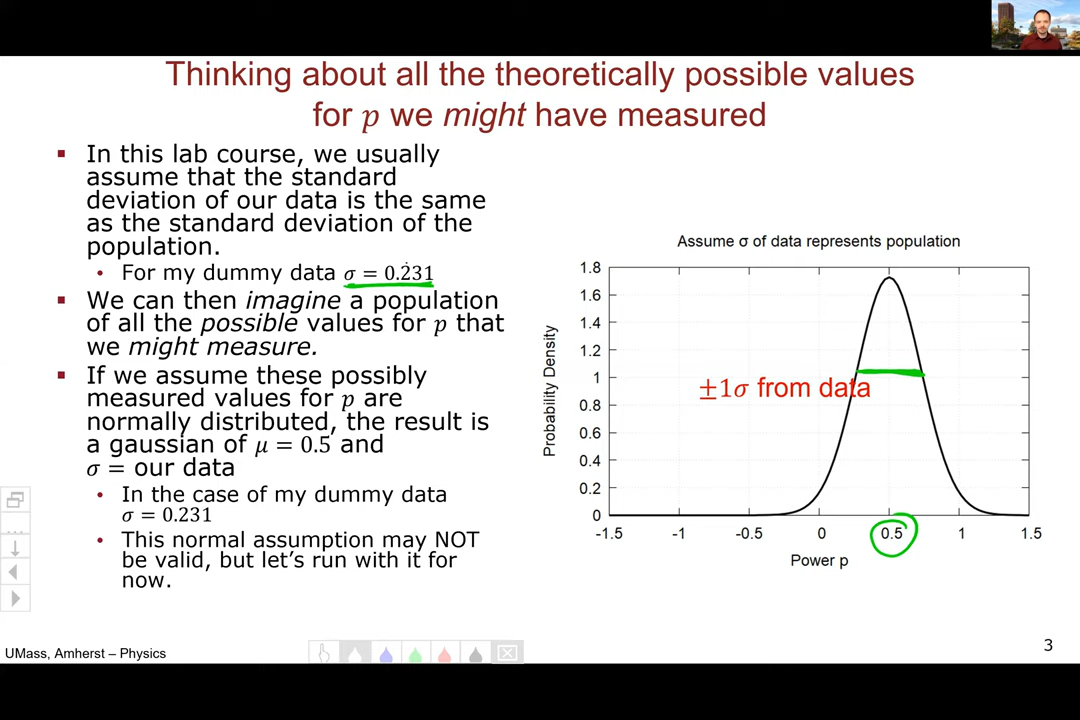 Thinking about all the theoretically possible values
for p we might have measured
▪ In this lab course, we usually
assume that the standard
deviation of our data is the same
as the standard deviation of the
population.
• For my dummy data σ = 0.231
▪ We can then imagine a population
of all the possible values for p that
we might measure.
▪ If we assume these possibly
measured values for p are
normally distributed, the result is
a gaussian of μ = 0.5 and
σ = our data
• In the case of my dummy data
σ = 0.231
• This normal assumption may NOT
be valid, but let's run with it for
now.
Assume σ of data represents population
Probability Density
1.8
1.6
1.4
1.2
1
0.8
0.6
0.4
0.2
0
±1σ from data
-1.5 -1 -0.5 0 0.5 1 1.5
Power p
UMass, Amherst – Physics
3